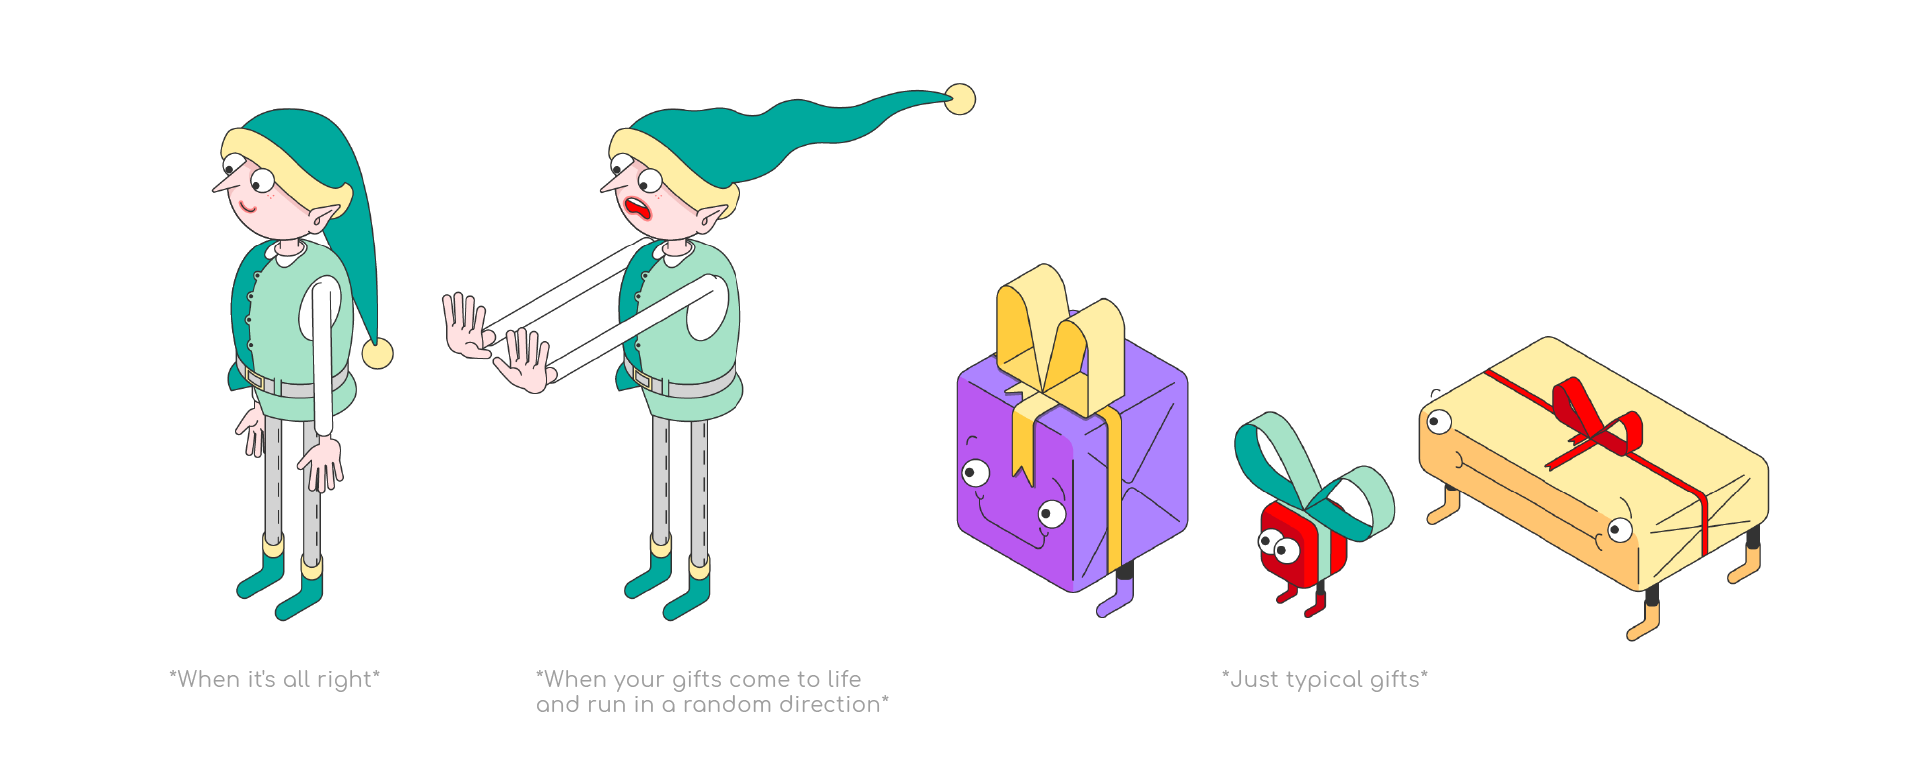 *When it's all right*
*When your gifts come to life
and run in a random direction*
*Just typical gifts*